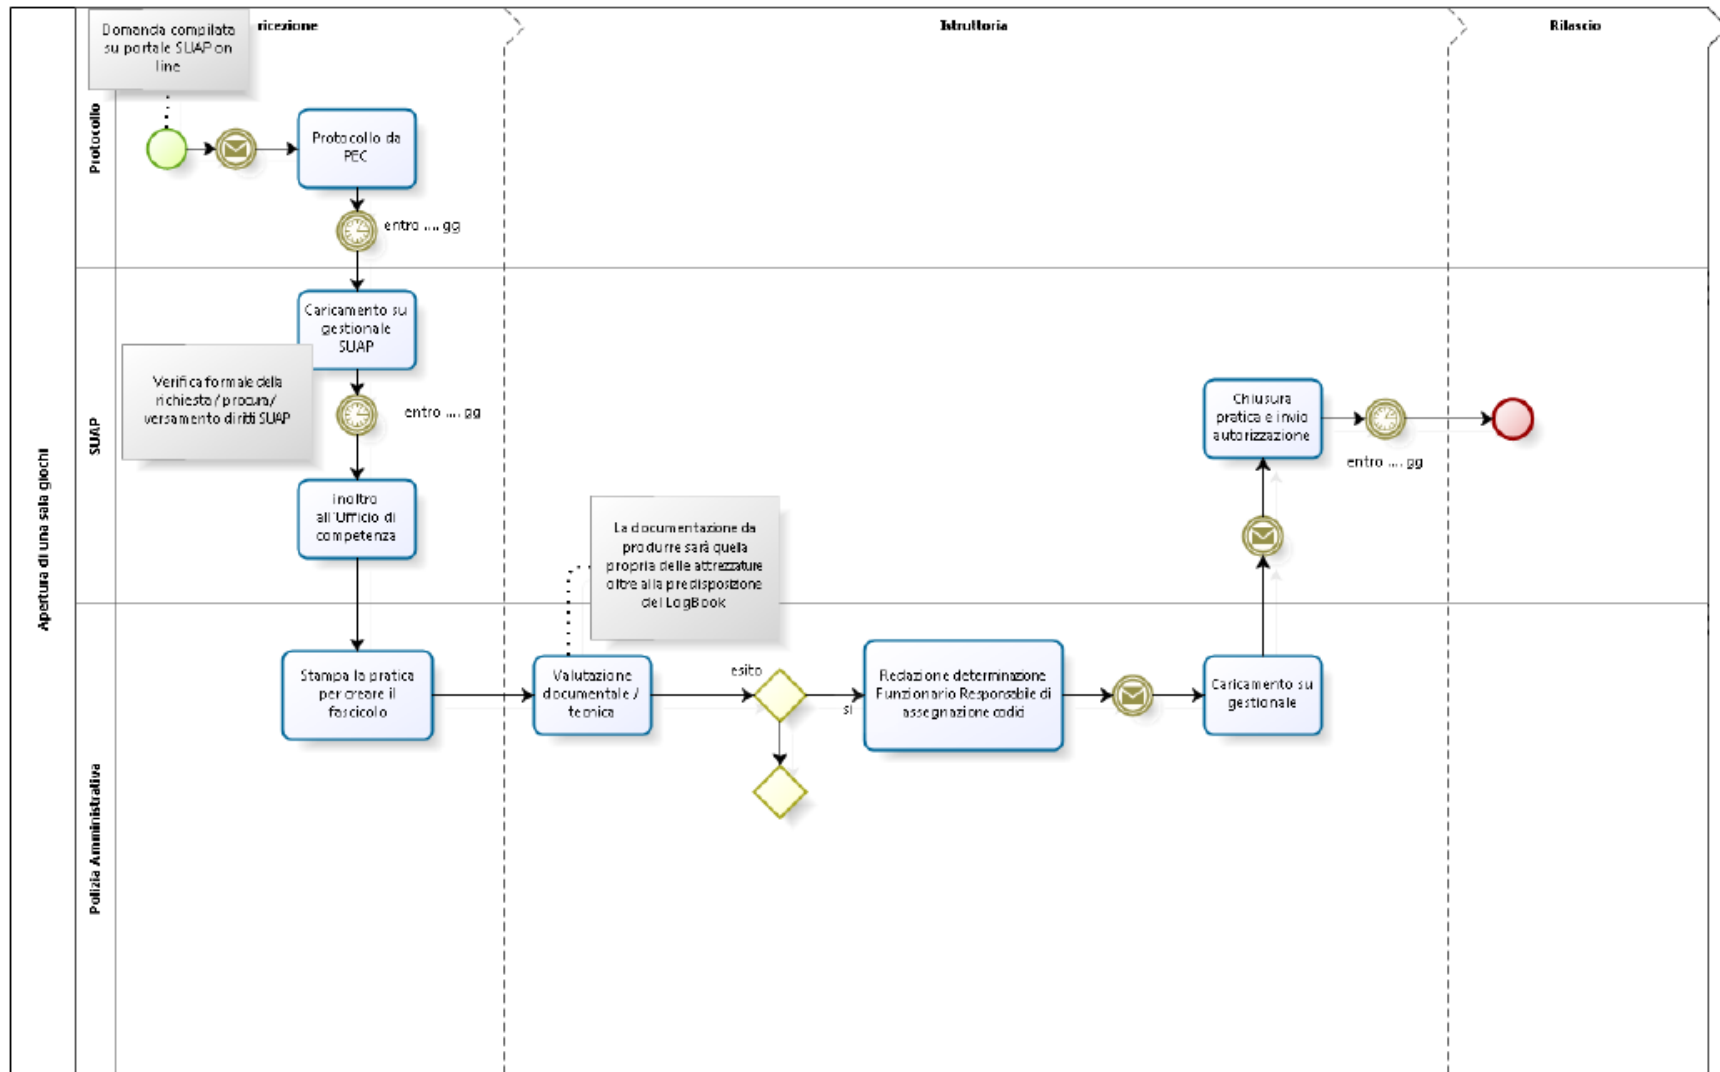 Domanda compilata
su portale SUAP on
line
ricezione
Istruttoria
Rilascio
Apertura di una sala giochi
Protocollo
Protocollo da
PEC
entro .... gg
SUAP
Caricamento su
gestionale
SUAP
Verifica formale della
richiesta / procura/
versamento diritti SUAP
entro .... gg
inoltro
all'Ufficio di
competenza
Chiusura
pratica e invio
autorizzazione
entro .... gg
La documentazione da
produrre sarà quella
propria delle attrezzature
oltre alla predisposizione
del LogBook
Polizia Amministrativa
Stampa la pratica
per creare il
fascicolo
Valutazione
documentale /
tecnica
esito
si
Redazione determinazione
Funzionario Responsabile di
assegnazione codici
Caricamento su
gestionale